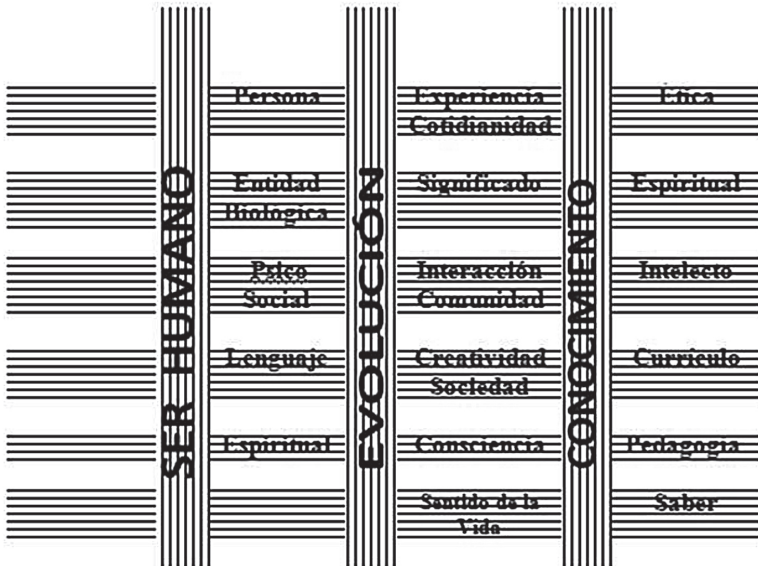 SER HUMANO
Persona
Entidad
Biológica
Psico
Social
Lenguaje
Espiritual
EVOLUCIÓN
Experiencia
Cotidianidad
Significado
Interacción
Comunidad
Creatividad
Sociedad
Consciencia
Sentido de la
Vida
CONOCIMIENTO
Ética
Espiritual
Intelecto
Currículo
Pedagogía
Saber